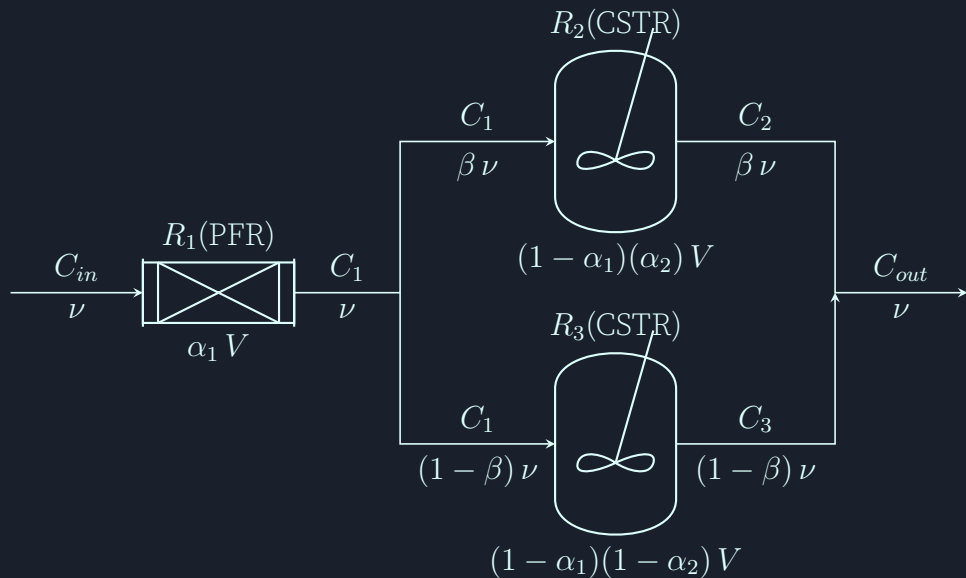 R₂(CSTR)
C₁
β ν
C₂
β ν
(1 − α₁)(α₂) V
R₁(PFR)
C_in
ν
C₁
ν
α₁ V
C_out
ν
R₃(CSTR)
C₁
(1 − β) ν
C₃
(1 − β) ν
(1 − α₁)(1 − α₂) V